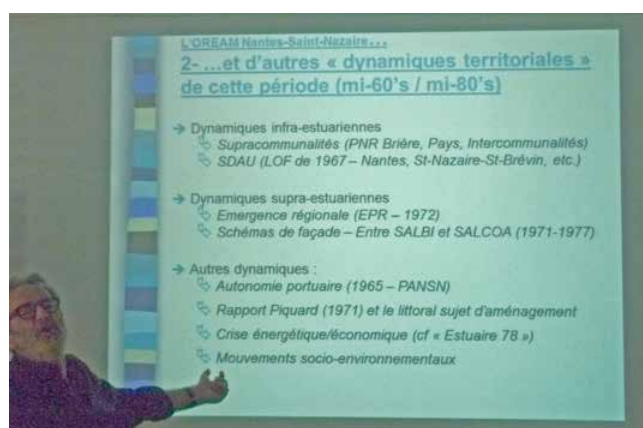 L'OREAM Nantes-Saint-Nazaire…
2- …et d'autres « dynamiques territoriales »
de cette période (mi-60's / mi-80's)
→ Dynamiques infra-estuariennes
Supracommunalités (PNR Brière, Pays, Intercommunalités)
SDAU (LOF de 1967 – Nantes, St-Nazaire-St-Brévin, etc.)
→ Dynamiques supra-estuariennes
Emergence régionale (EPR – 1972)
Schémas de façade – Entre SALBI et SALCOA (1971-1977)
→ Autres dynamiques :
Autonomie portuaire (1965 – PANSN)
Rapport Piquard (1971) et le littoral sujet d'aménagement
Crise énergétique/économique (cf « Estuaire 78 »)
Mouvements socio-environnementaux